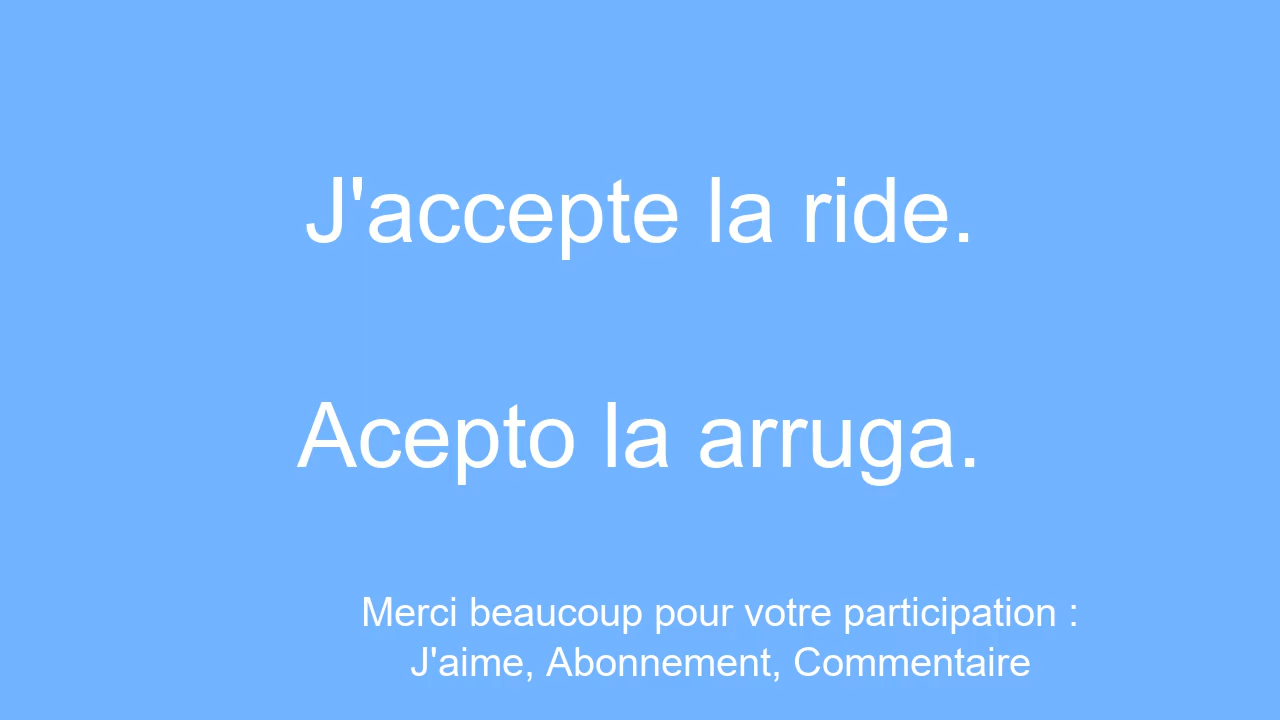 J'accepte la ride.
Acepto la arruga.
Merci beaucoup pour votre participation :
J'aime, Abonnement, Commentaire